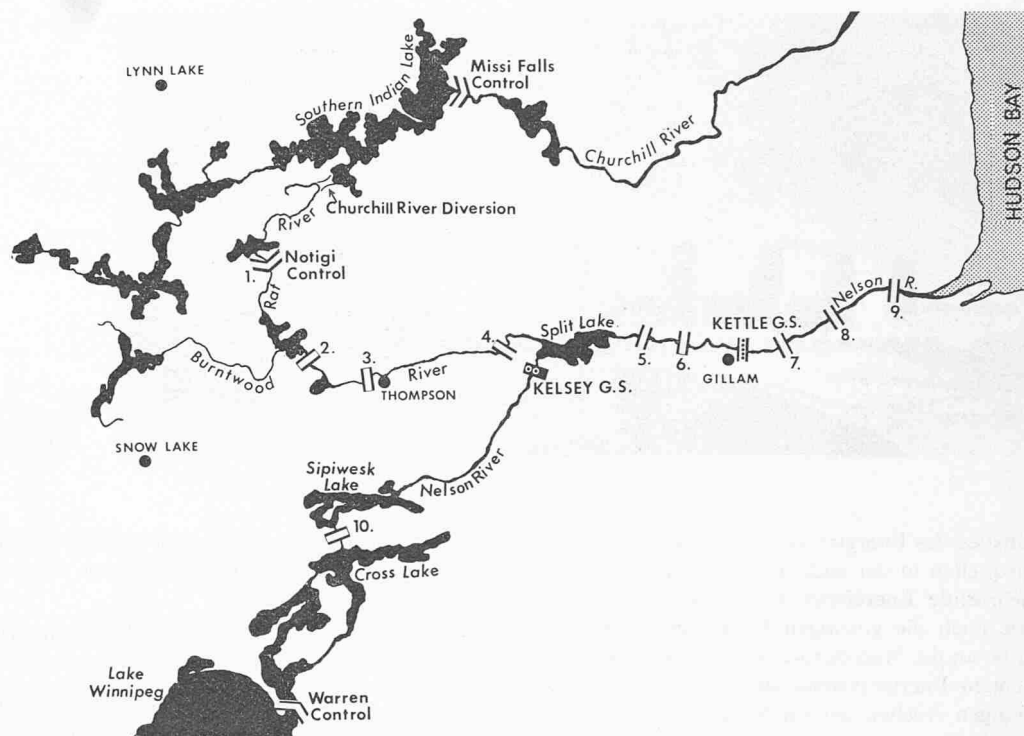 LYNN LAKE
Southern Indian Lake
Missi Falls
Control
Churchill River
HUDSON BAY
Churchill River Diversion
River
Notigi
Control
1.
Rat
Nelson R.
9.
8.
KETTLE G.S.
Split Lake
4.
5.
6.
7.
GILLAM
2.
3.
River
THOMPSON
Burntwood
KELSEY G.S.
SNOW LAKE
Sipiwesk
Lake
Nelson River
10.
Cross Lake
Lake
Winnipeg
Warren
Control